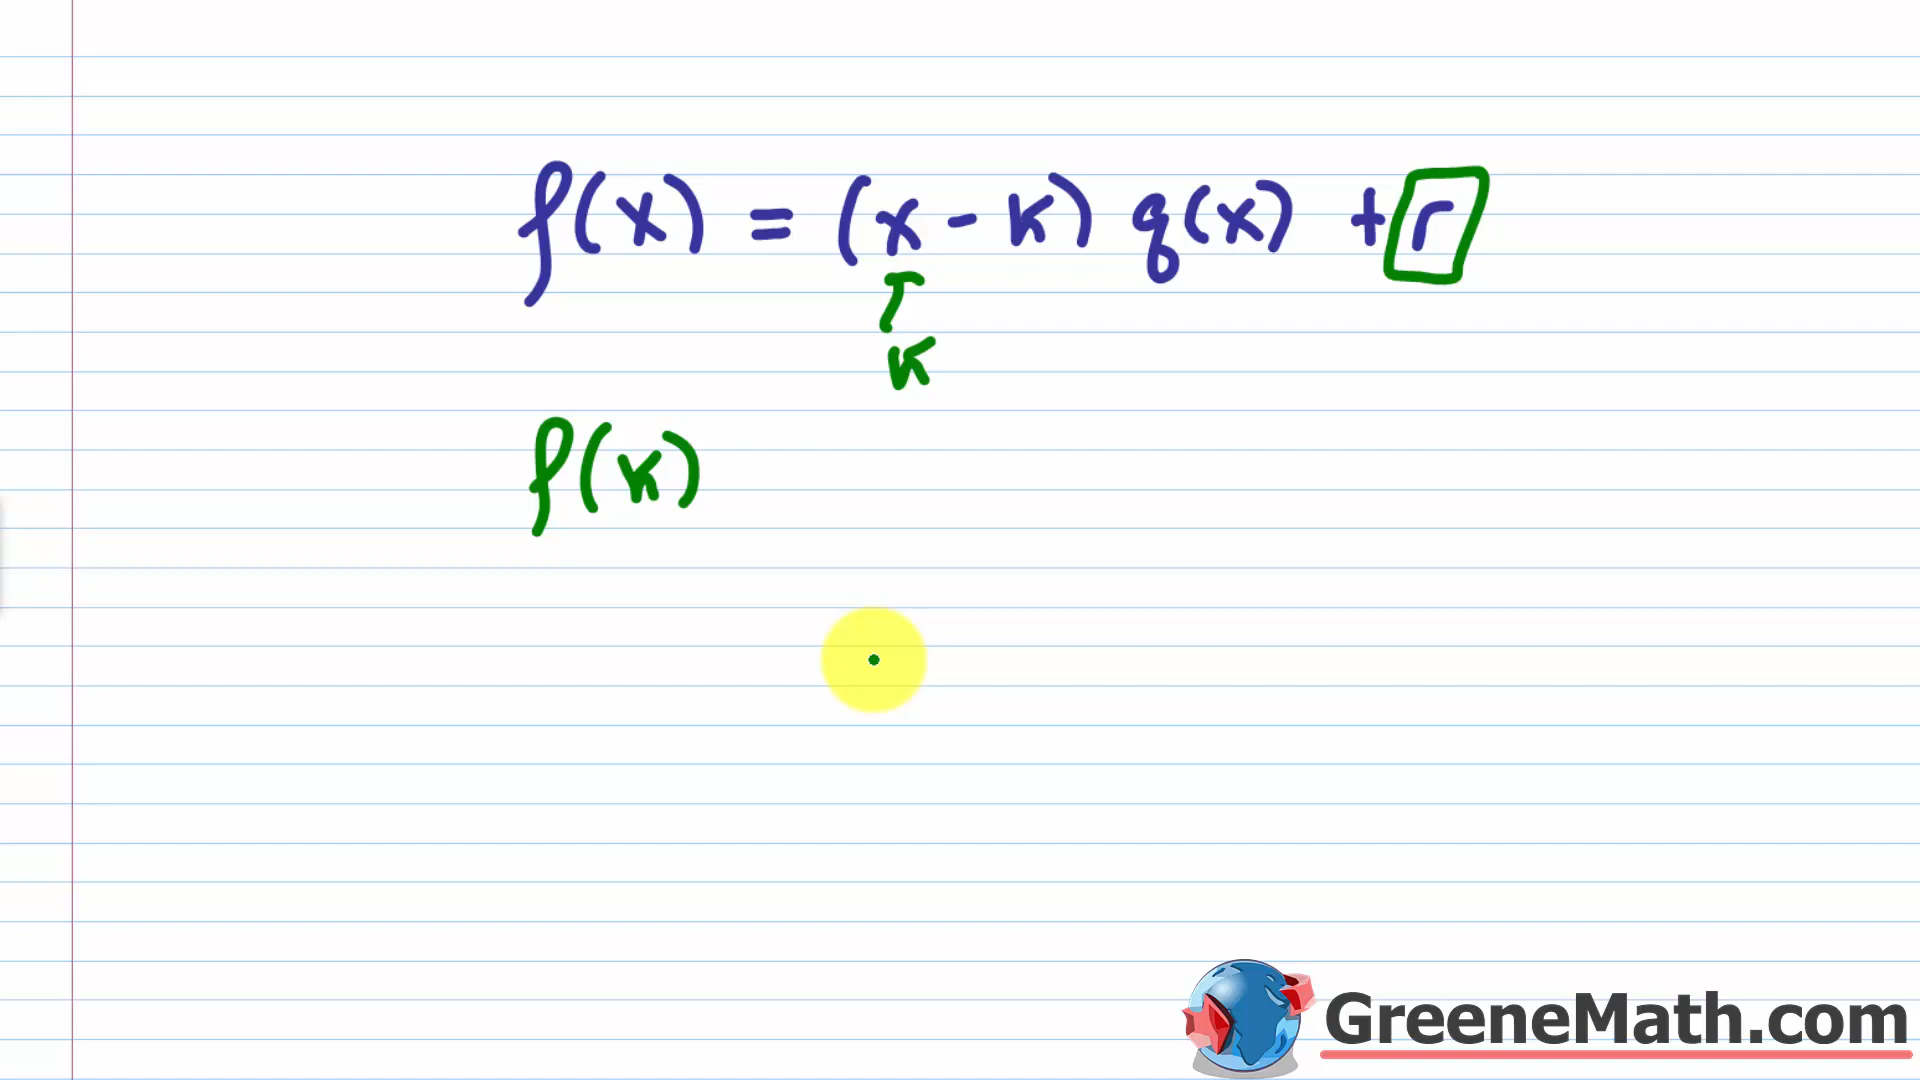 f(x) = (x - k) q(x) + r
k
f(k)
GreeneMath.com